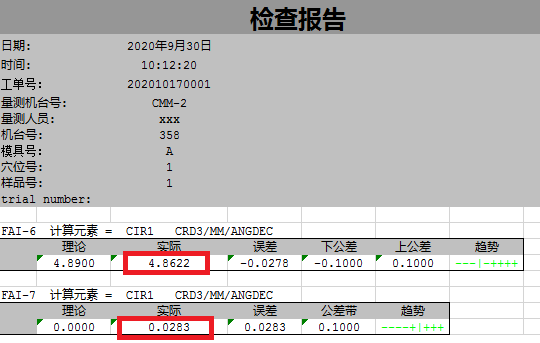 检查报告
日期: 2020年9月30日
时间: 10:12:20
工单号: 202010170001
量测机台号: CMM-2
量测人员: xxx
机台号: 358
模具号: A
穴位号: 1
样品号: 1
trial number:
FAI-6 计算元素 = CIR1 CRD3/MM/ANGDEC
理论 实际 误差 下公差 上公差 趋势
4.8900 4.8622 -0.0278 -0.1000 0.1000 ---|-++++
FAI-7 计算元素 = CIR1 CRD3/MM/ANGDEC
理论 实际 误差 公差带 趋势
0.0000 0.0283 0.0283 0.1000 ----+|+++